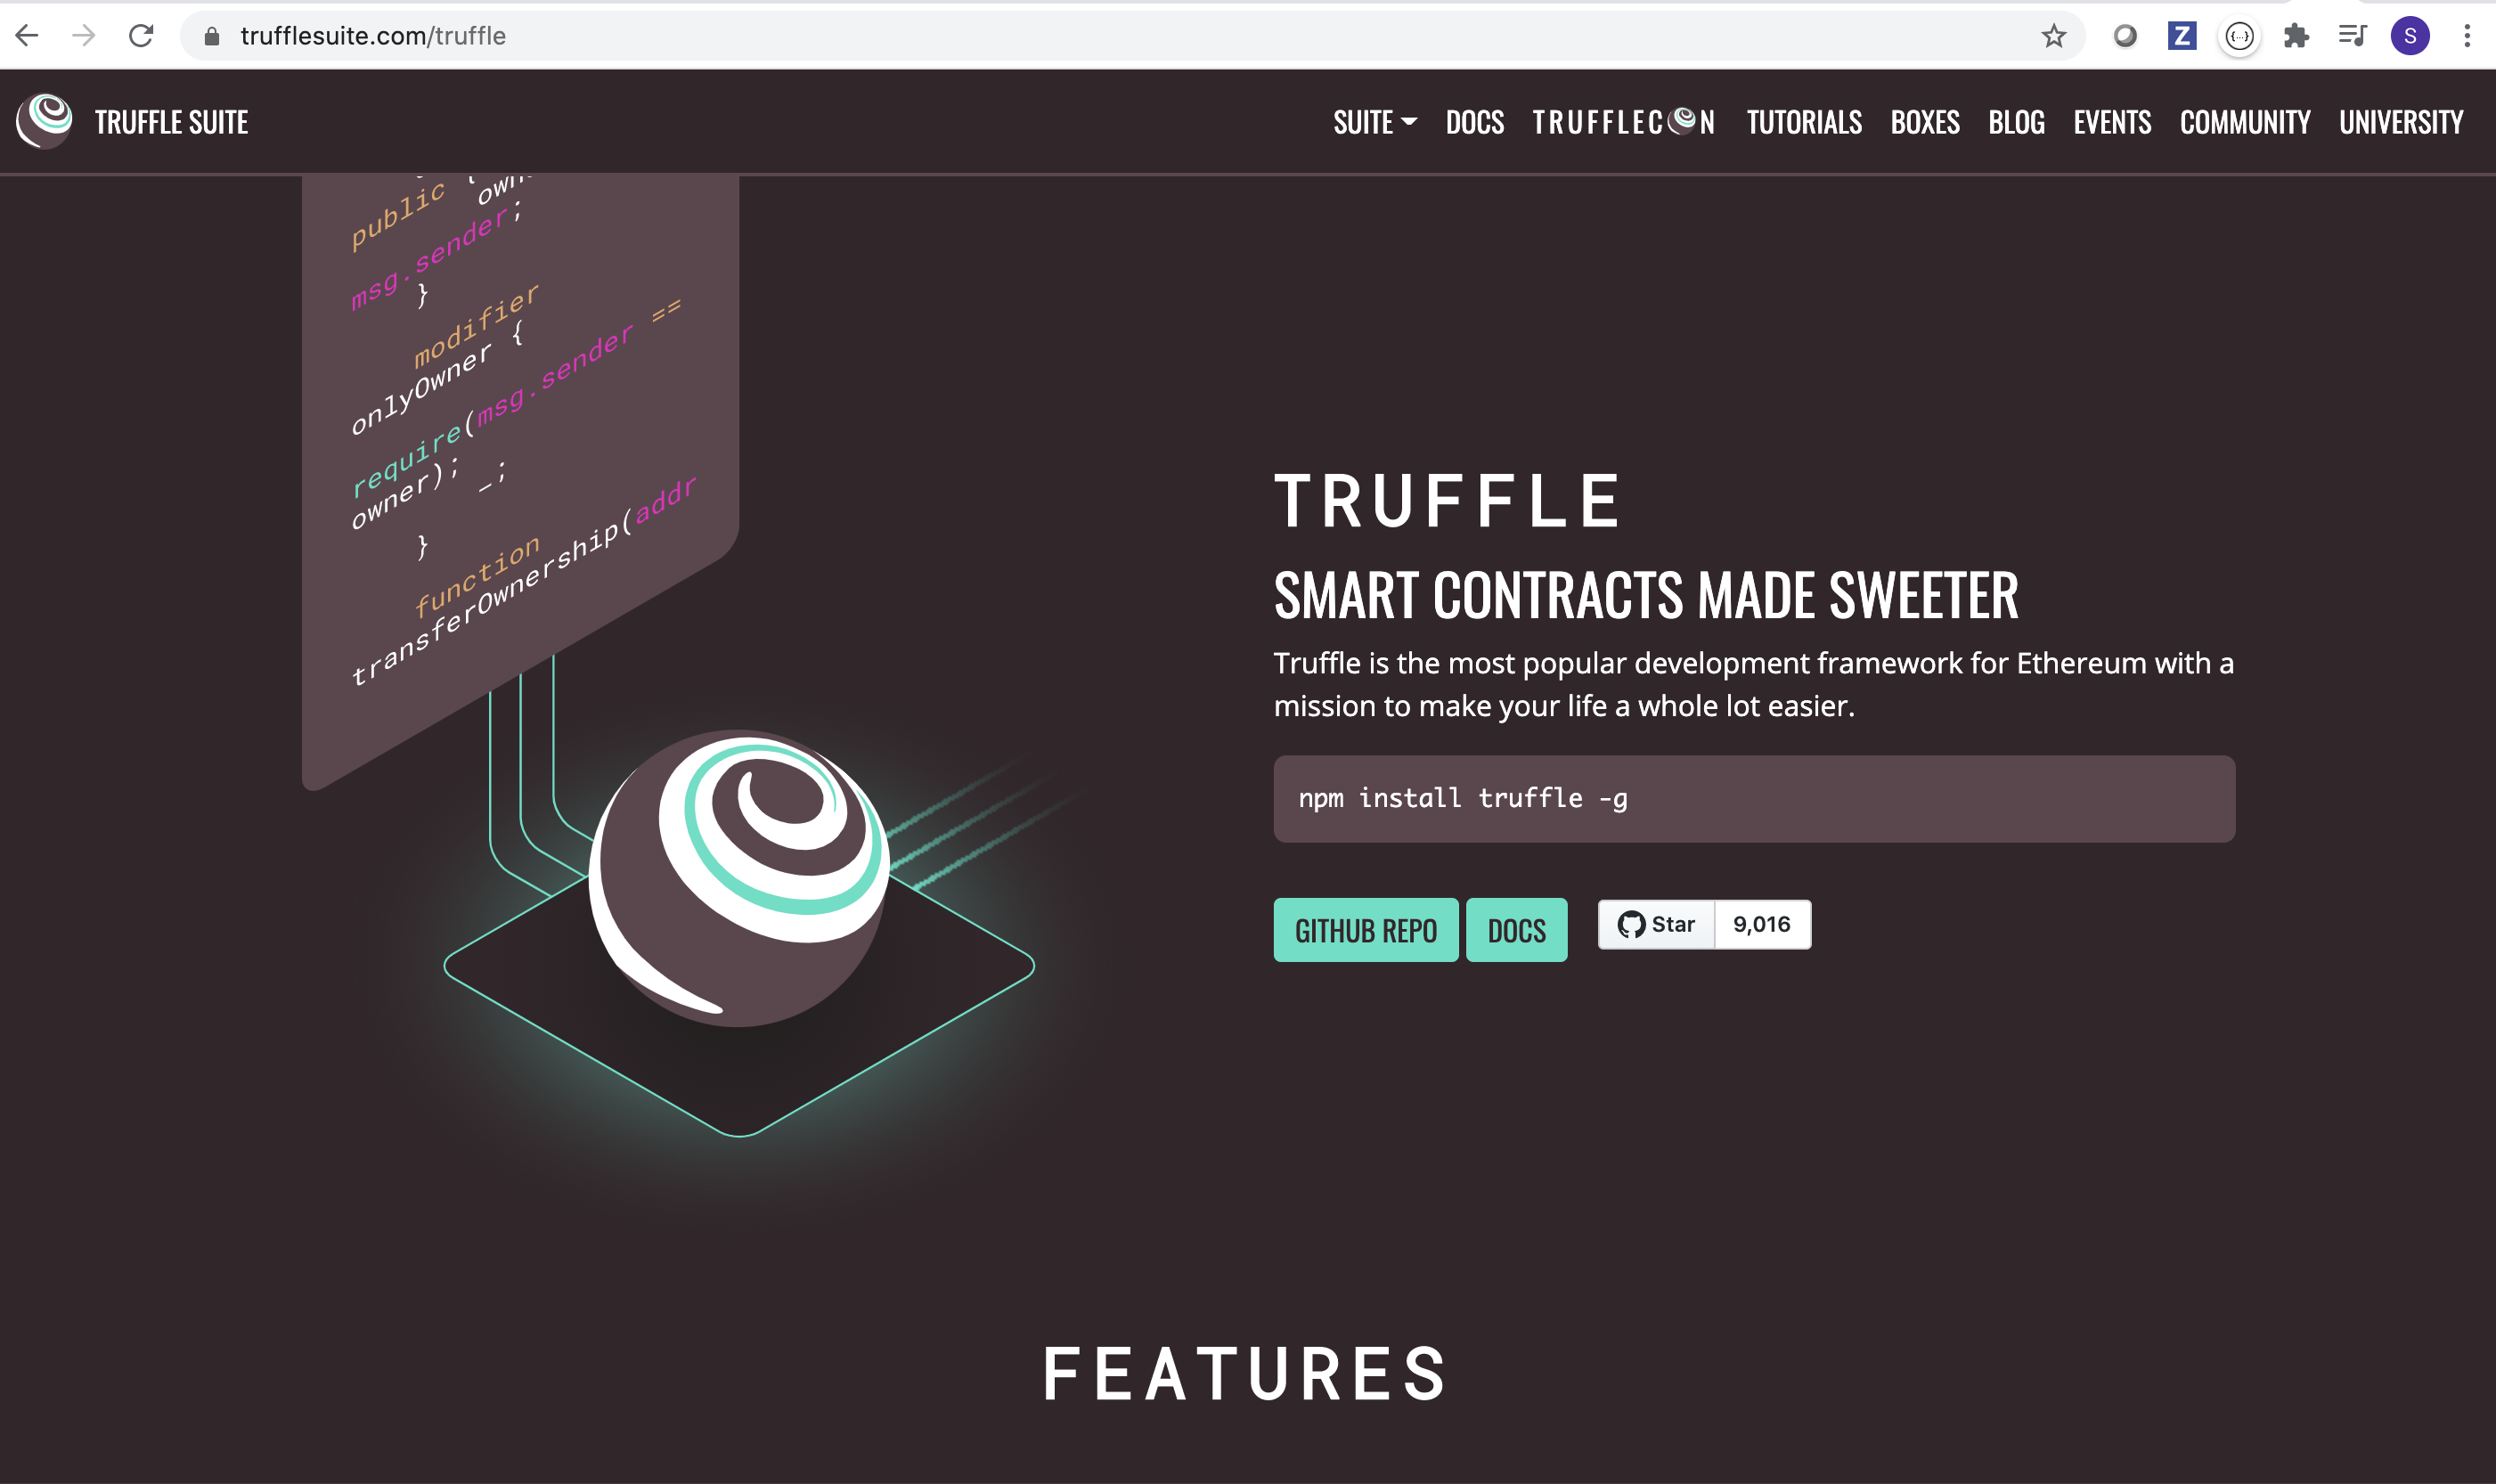 trufflesuite.com/truffle
Z
{...}
S
TRUFFLE SUITE
SUITE DOCS TRUFFLECON TUTORIALS BOXES BLOG EVENTS COMMUNITY UNIVERSITY
public {
msg.sender;
}
modifier
onlyOwner {
require(msg.sender ==
owner); _;
}
function
transferOwnership(addr
TRUFFLE
SMART CONTRACTS MADE SWEETER
Truffle is the most popular development framework for Ethereum with a
mission to make your life a whole lot easier.
npm install truffle -g
GITHUB REPO DOCS Star 9,016
FEATURES